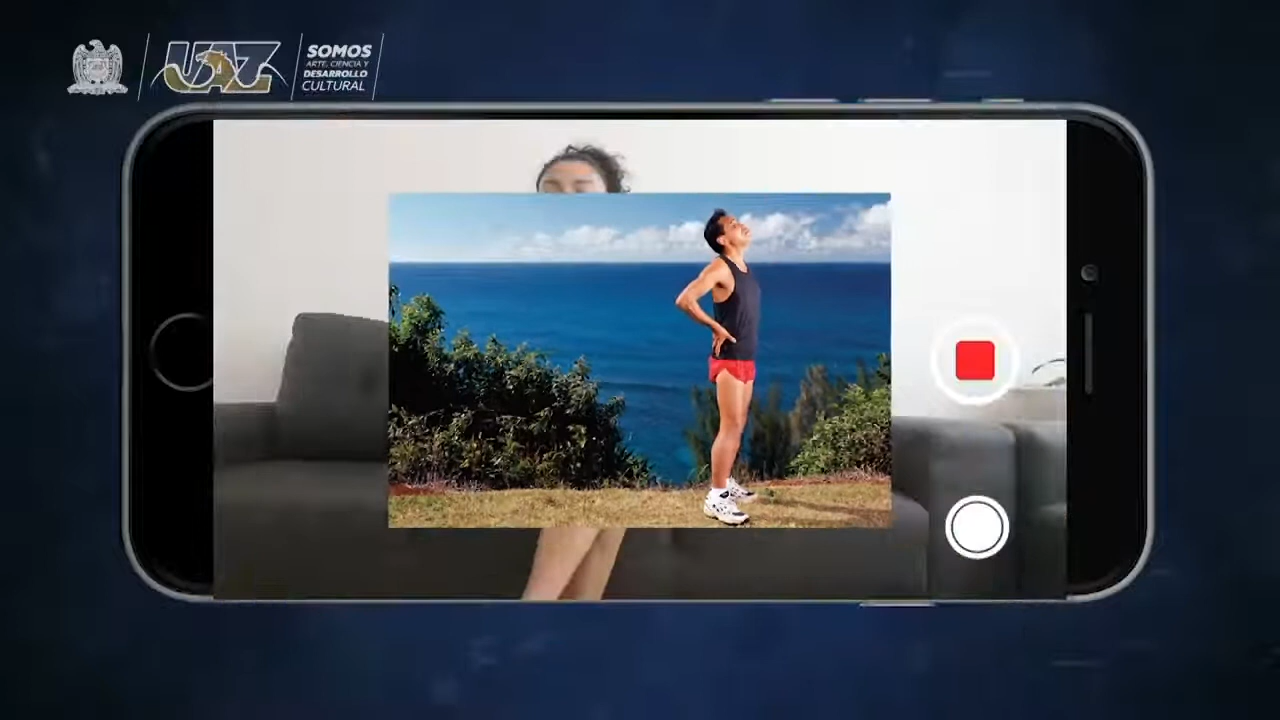 UAZ
SOMOS
ARTE, CIENCIA Y
DESARROLLO
CULTURAL